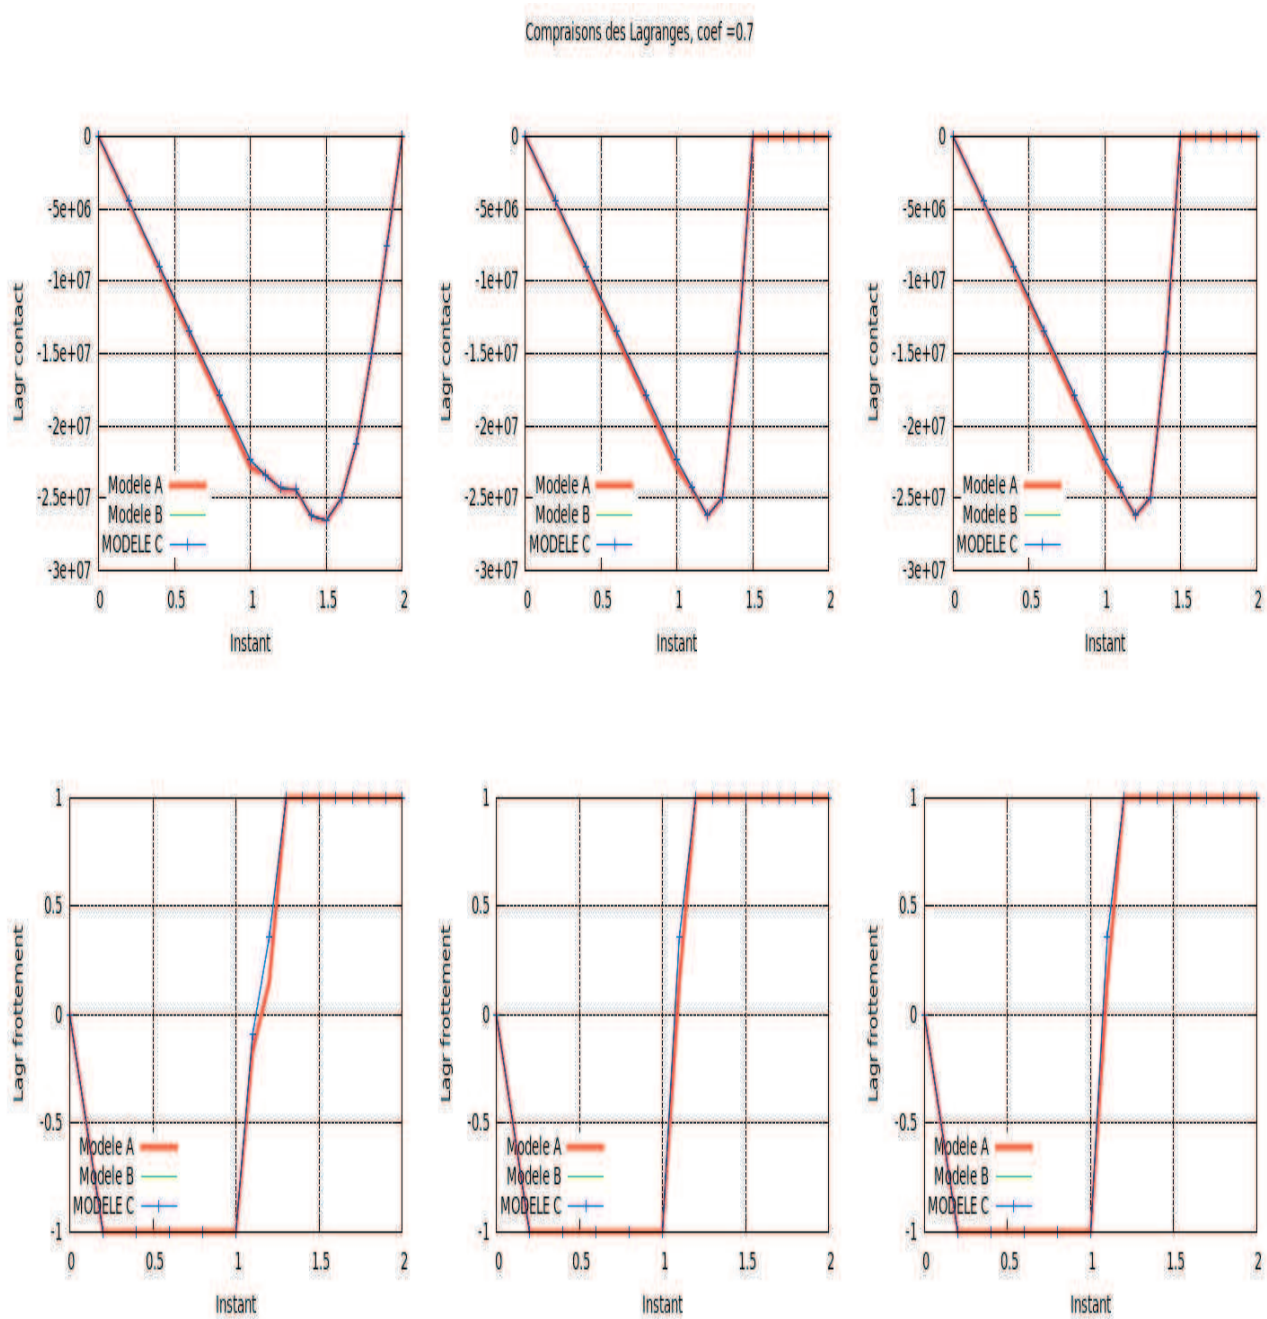 Compraisons des Lagranges, coef =0.7
0
-5e+06
-1e+07
-1.5e+07
-2e+07
-2.5e+07
-3e+07
Lagr contact
Modele A
Modele B
MODELE C
0 0.5 1 1.5 2
Instant
0
-5e+06
-1e+07
-1.5e+07
-2e+07
-2.5e+07
-3e+07
Lagr contact
Modele A
Modele B
MODELE C
0 0.5 1 1.5 2
Instant
0
-5e+06
-1e+07
-1.5e+07
-2e+07
-2.5e+07
-3e+07
Lagr contact
Modele A
Modele B
MODELE C
0 0.5 1 1.5 2
Instant
1
0.5
0
-0.5
-1
Lagr frottement
Modele A
Modele B
MODELE C
0 0.5 1 1.5 2
Instant
1
0.5
0
-0.5
-1
Lagr frottement
Modele A
Modele B
MODELE C
0 0.5 1 1.5 2
Instant
1
0.5
0
-0.5
-1
Lagr frottement
Modele A
Modele B
MODELE C
0 0.5 1 1.5 2
Instant